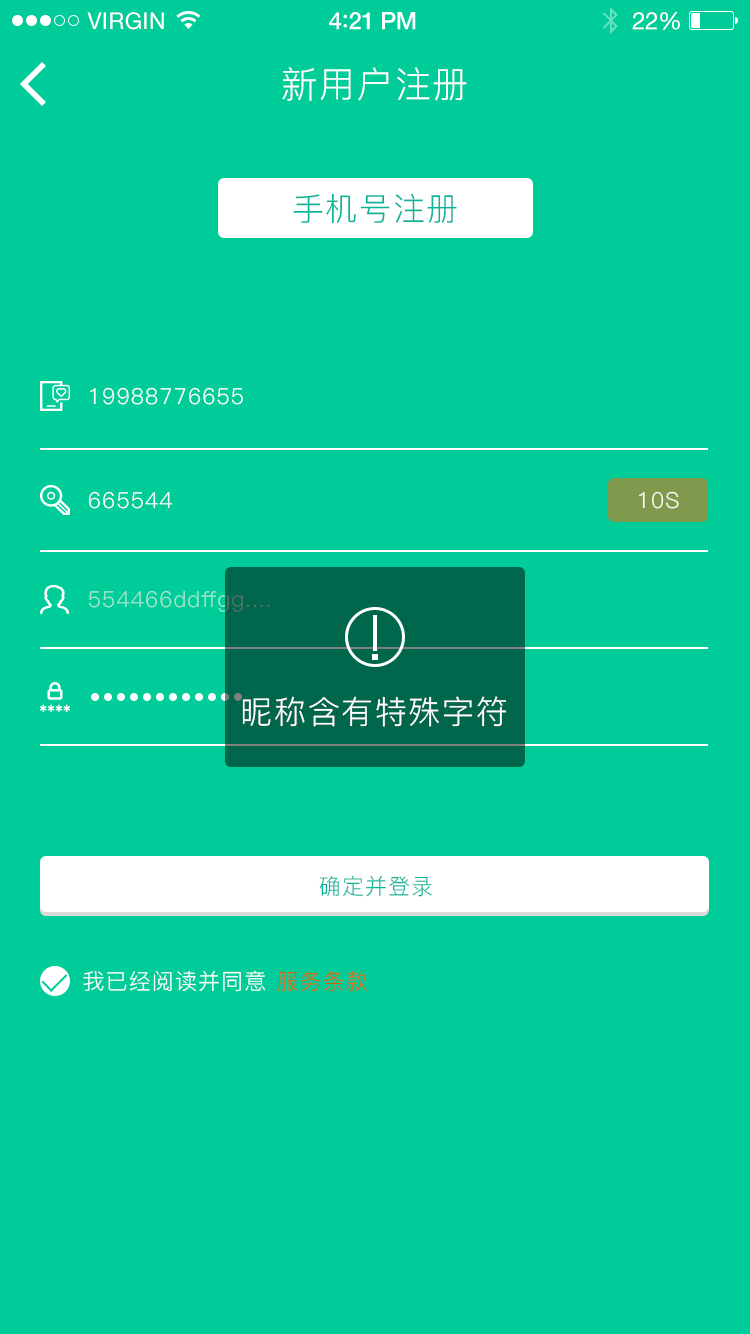 VIRGIN 4:21 PM 22%
新用户注册
手机号注册
19988776655
665544 10S
554466ddffgg....
****
昵称含有特殊字符
确定并登录
我已经阅读并同意 服务条款